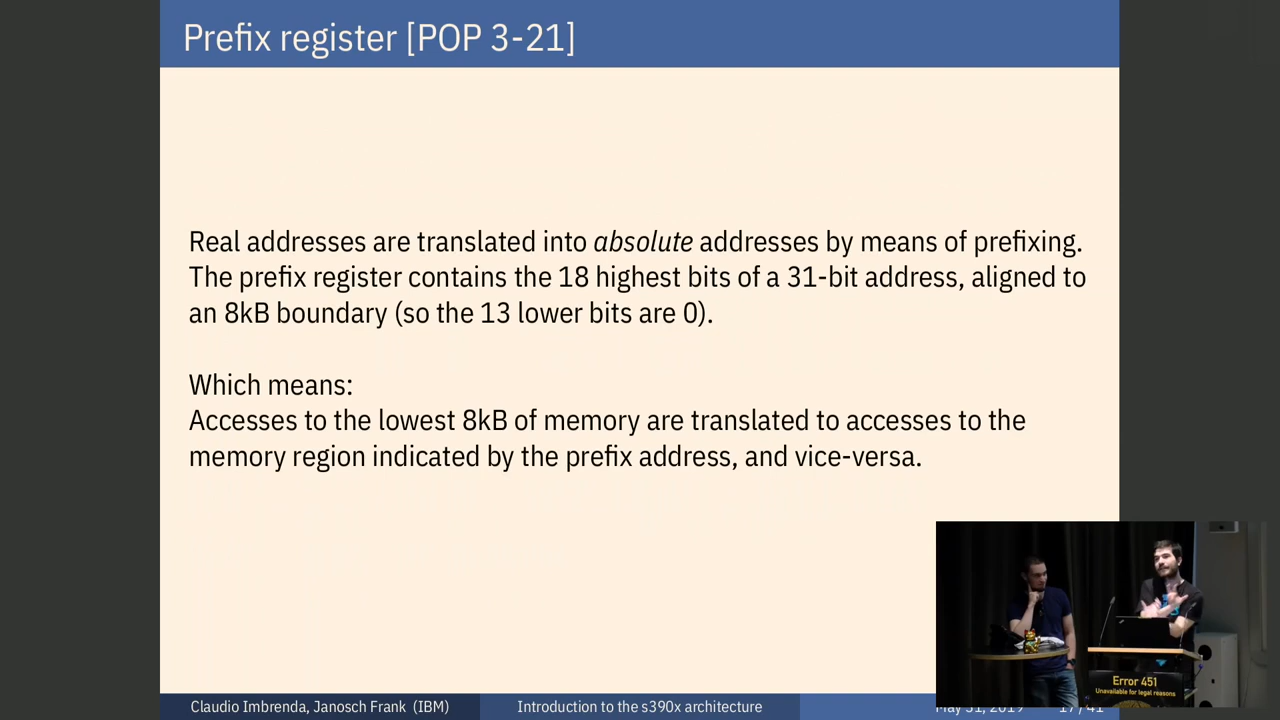 Prefix register [POP 3-21]
Real addresses are translated into absolute addresses by means of prefixing.
The prefix register contains the 18 highest bits of a 31-bit address, aligned to
an 8kB boundary (so the 13 lower bits are 0).
Which means:
Accesses to the lowest 8kB of memory are translated to accesses to the
memory region indicated by the prefix address, and vice-versa.
Error 451
Unavailable for legal reasons
Claudio Imbrenda, Janosch Frank (IBM)
Introduction to the s390x architecture
May 31, 2019
17 / 41